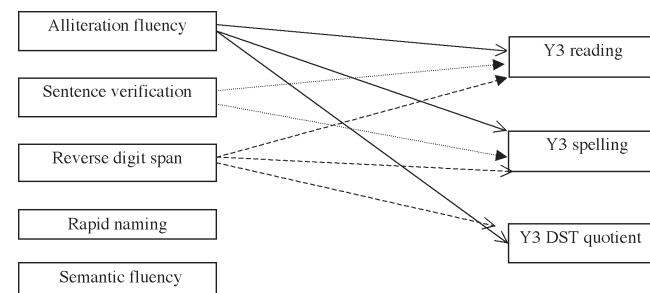 Alliteration fluency
Y3 reading
Sentence verification
Y3 spelling
Reverse digit span
Rapid naming
Y3 DST quotient
Semantic fluency